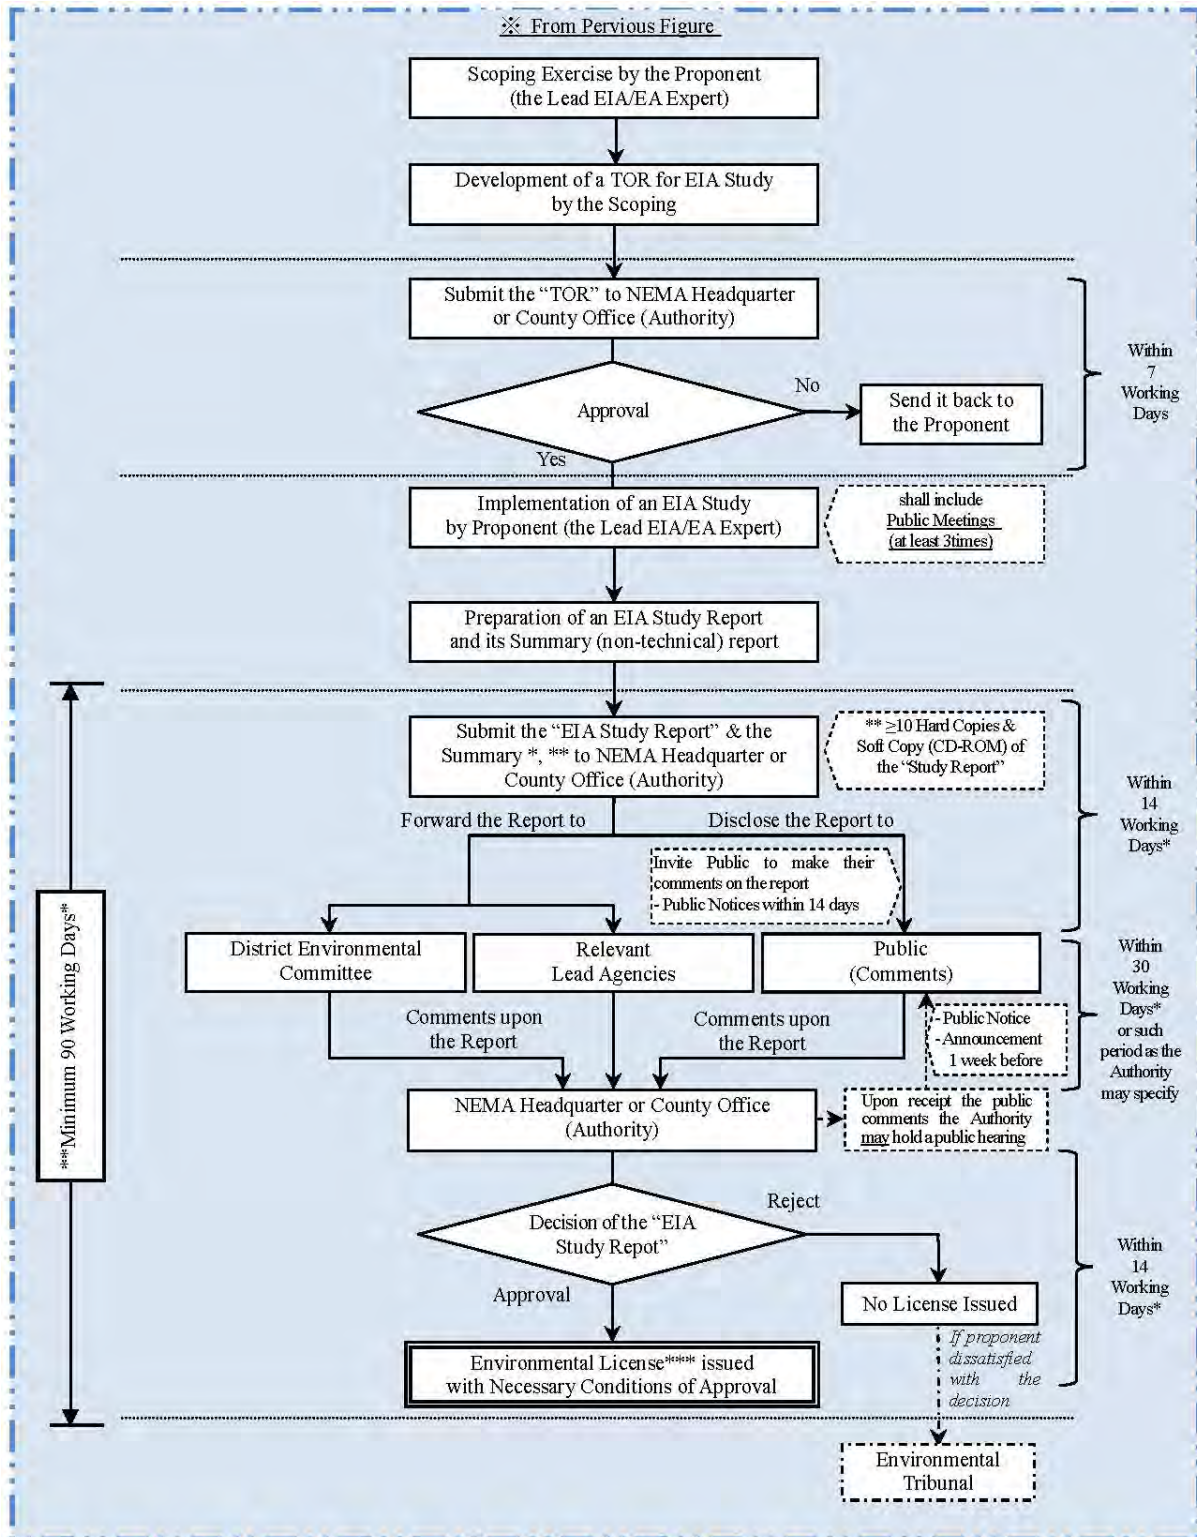 ※ From Pervious Figure
Scoping Exercise by the Proponent
(the Lead EIA/EA Expert)
Development of a TOR for EIA Study
by the Scoping
Submit the “TOR” to NEMA Headquarter
or County Office (Authority)
Within
7
Working
Days
Approval
No
Send it back to
the Proponent
Yes
Implementation of an EIA Study
by Proponent (the Lead EIA/EA Expert)
shall include
Public Meetings
(at least 3times)
Preparation of an EIA Study Report
and its Summary (non-technical) report
Submit the “EIA Study Report” & the
Summary *, ** to NEMA Headquarter or
County Office (Authority)
** ≥10 Hard Copies &
Soft Copy (CD-ROM) of
the “Study Report”
Within
14
Working
Days*
Forward the Report to
Disclose the Report to
Invite Public to make their
comments on the report
- Public Notices within 14 days
**Minimum 90 Working Days*
District Environmental
Committee
Relevant
Lead Agencies
Public
(Comments)
Within
30
Working
Days*
or such
period as the
Authority
may specify
Comments upon
the Report
Comments upon
the Report
- Public Notice
- Announcement
1 week before
NEMA Headquarter or County Office
(Authority)
Upon receipt the public
comments the Authority
may hold a public hearing
Decision of the “EIA
Study Repot”
Reject
Within
14
Working
Days*
Approval
No License Issued
Environmental License*** issued
with Necessary Conditions of Approval
If proponent
dissatisfied
with the
decision
Environmental
Tribunal